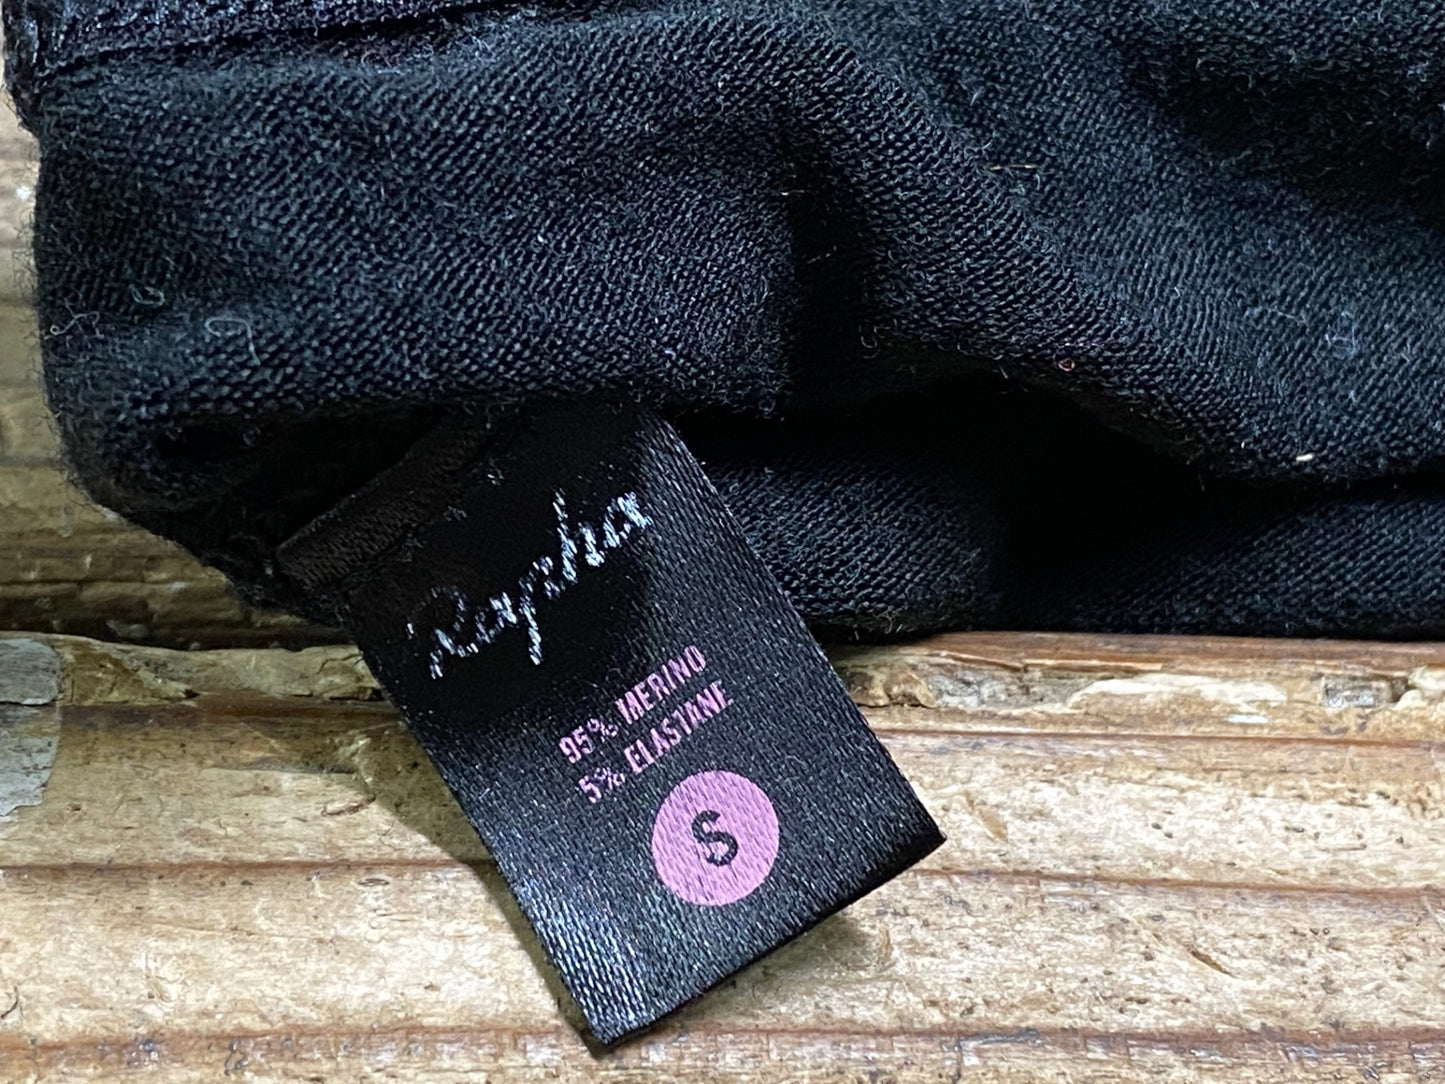 Rapha
95% MERINO
5% ELASTANE
S